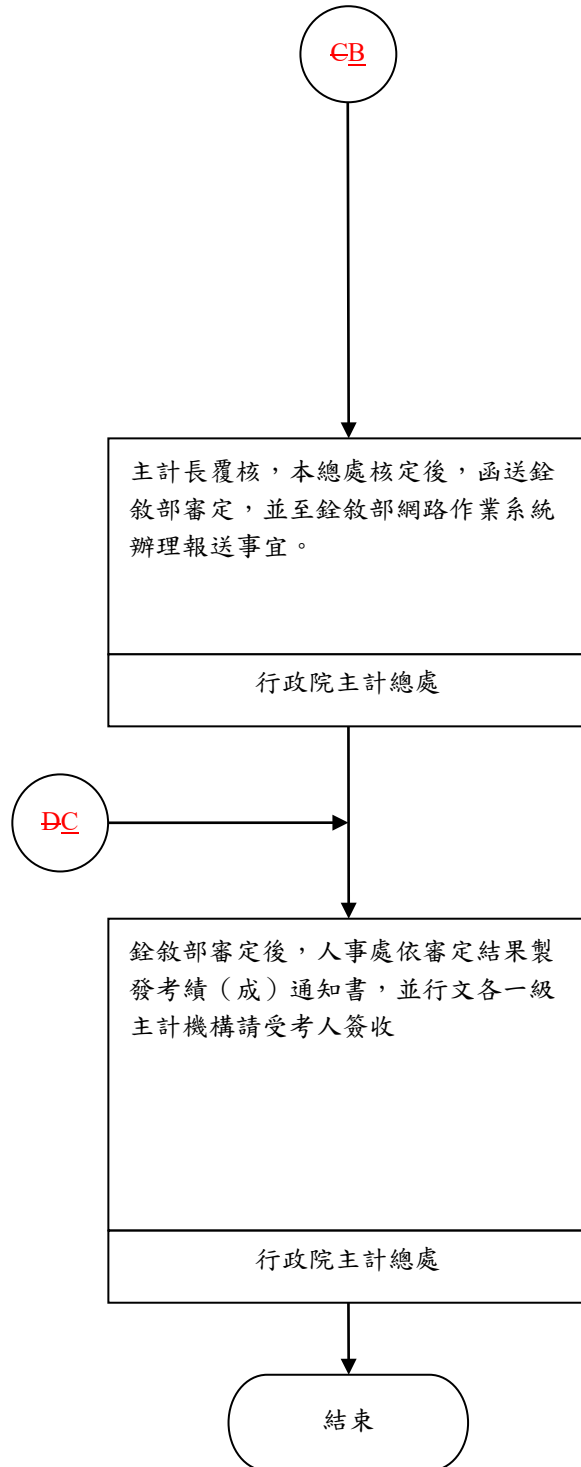 CB
主計長覆核，本總處核定後，函送銓
敘部審定，並至銓敘部網路作業系統
辦理報送事宜。
行政院主計總處
DC
銓敘部審定後，人事處依審定結果製
發考績（成）通知書，並行文各一級
主計機構請受考人簽收
行政院主計總處
結束